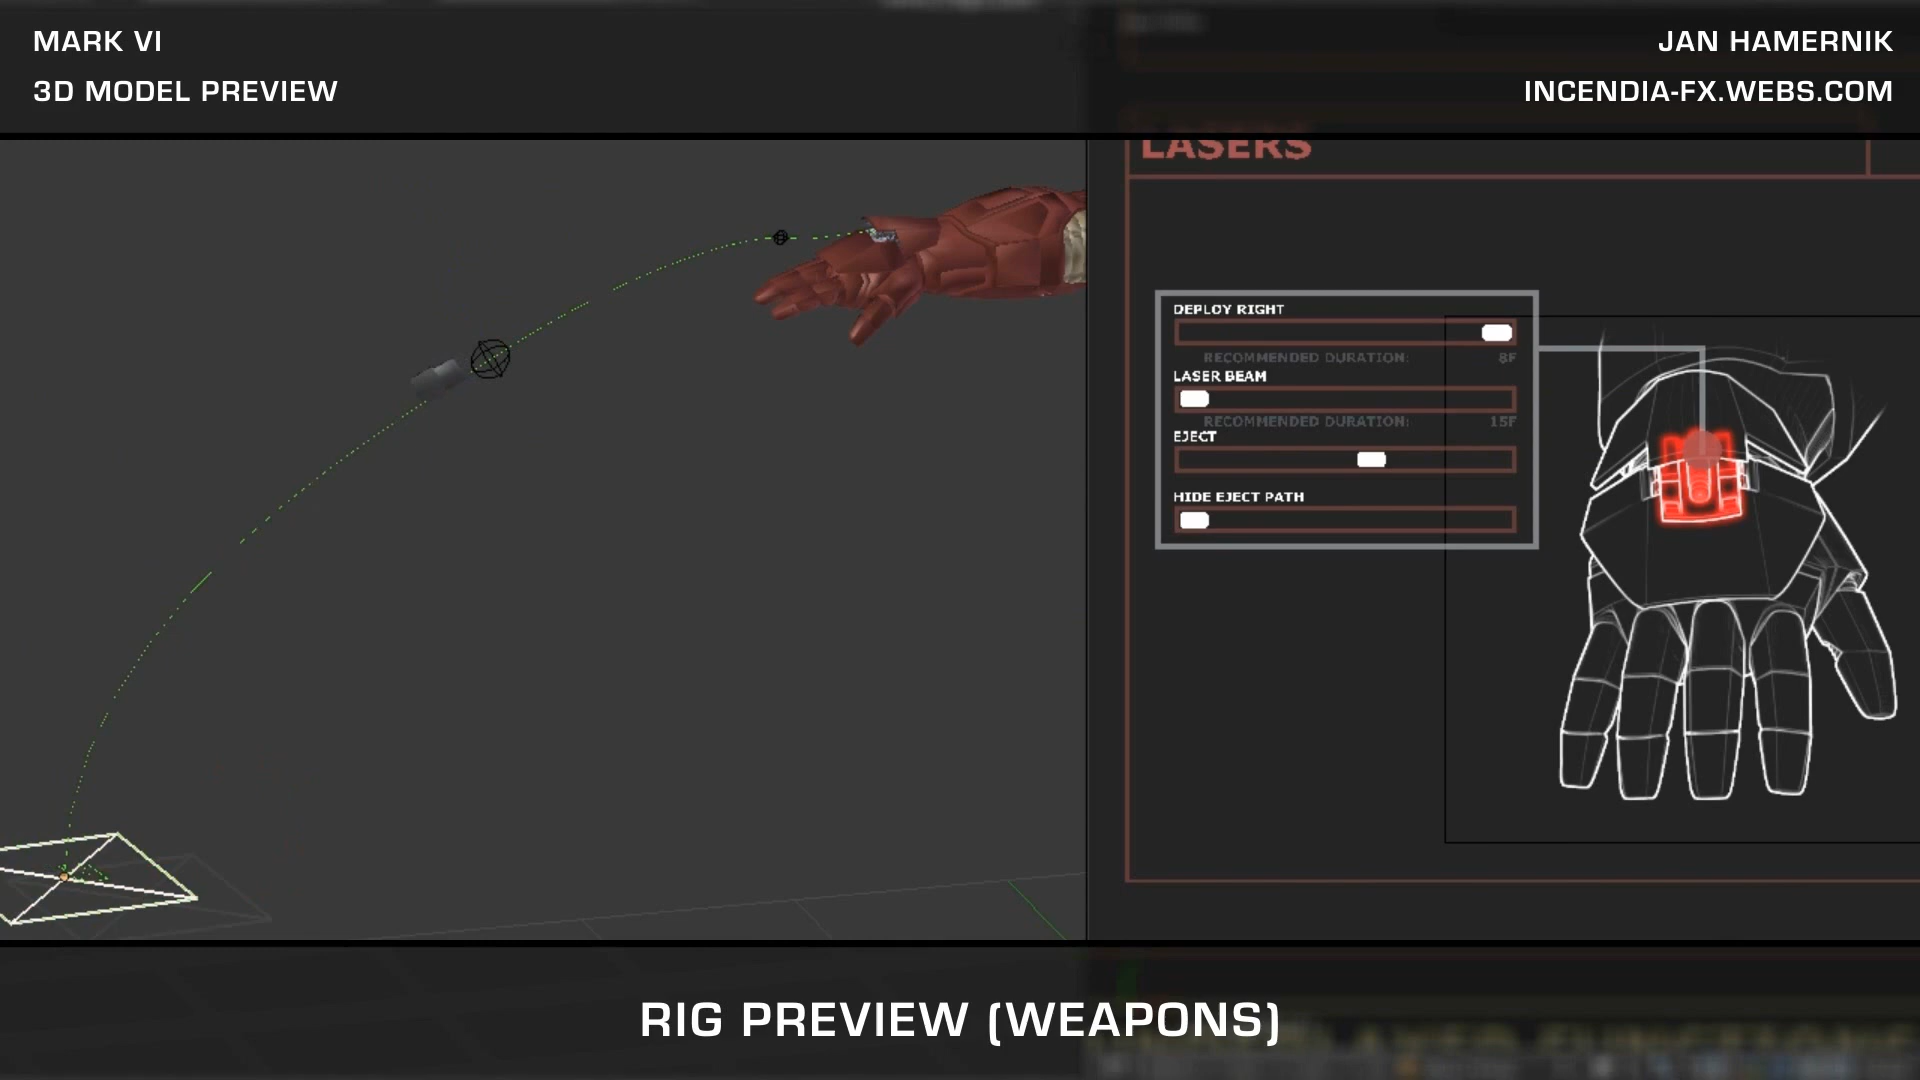 MARK VI
3D MODEL PREVIEW
JAN HAMERNIK
INCENDIA-FX.WEBS.COM
LASERS
DEPLOY RIGHT
RECOMMENDED DURATION: 8F
LASER BEAM
RECOMMENDED DURATION: 15F
EJECT
HIDE EJECT PATH
RIG PREVIEW (WEAPONS)